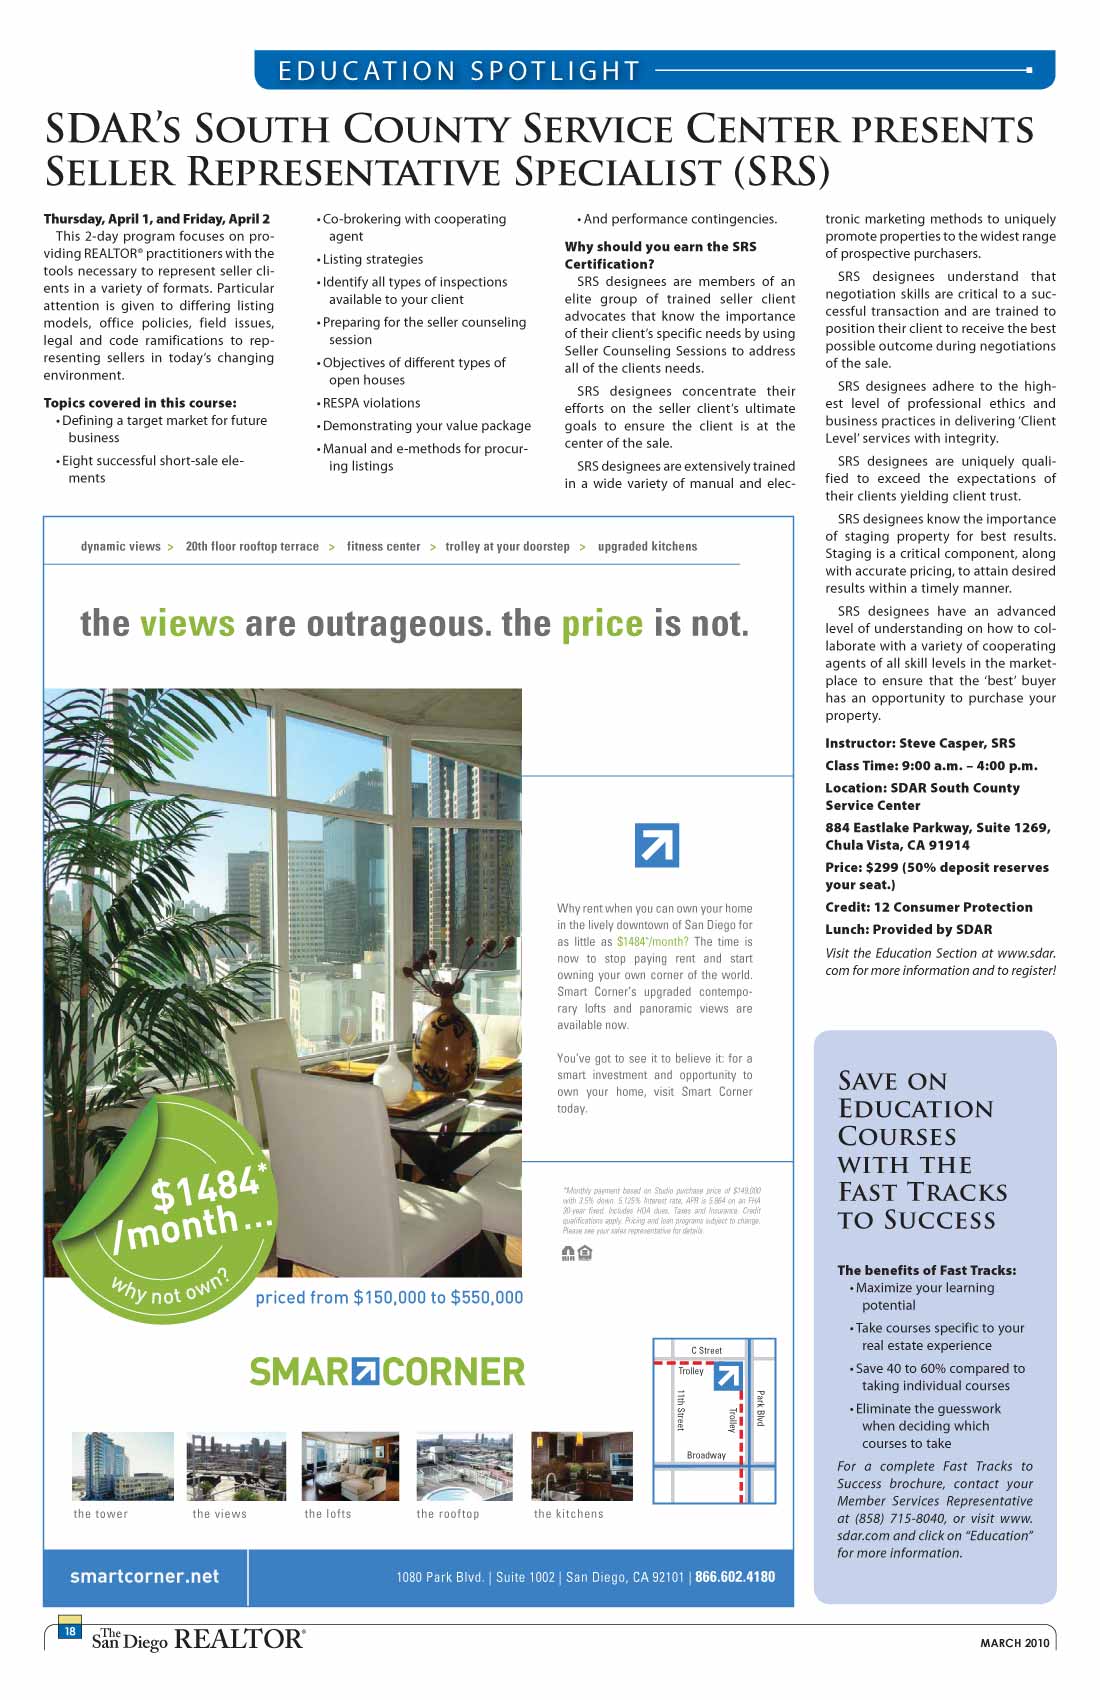 EDUCATION SPOTLIGHT
SDAR's South County Service Center presents
Seller Representative Specialist (SRS)
Thursday, April 1, and Friday, April 2
This 2-day program focuses on pro-
viding REALTOR® practitioners with the
tools necessary to represent seller cli-
ents in a variety of formats. Particular
attention is given to differing listing
models, office policies, field issues,
legal and code ramifications to rep-
resenting sellers in today's changing
environment.
Topics covered in this course:
• Defining a target market for future
business
• Eight successful short-sale ele-
ments
• Co-brokering with cooperating
agent
• Listing strategies
• Identify all types of inspections
available to your client
• Preparing for the seller counseling
session
• Objectives of different types of
open houses
• RESPA violations
• Demonstrating your value package
• Manual and e-methods for procur-
ing listings
• And performance contingencies.
Why should you earn the SRS
Certification?
SRS designees are members of an
elite group of trained seller client
advocates that know the importance
of their client's specific needs by using
Seller Counseling Sessions to address
all of the clients needs.
SRS designees concentrate their
efforts on the seller client's ultimate
goals to ensure the client is at the
center of the sale.
SRS designees are extensively trained
in a wide variety of manual and elec-
tronic marketing methods to uniquely
promote properties to the widest range
of prospective purchasers.
SRS designees understand that
negotiation skills are critical to a suc-
cessful transaction and are trained to
position their client to receive the best
possible outcome during negotiations
of the sale.
SRS designees adhere to the high-
est level of professional ethics and
business practices in delivering 'Client
Level' services with integrity.
SRS designees are uniquely quali-
fied to exceed the expectations of
their clients yielding client trust.
SRS designees know the importance
of staging property for best results.
Staging is a critical component, along
with accurate pricing, to attain desired
results within a timely manner.
SRS designees have an advanced
level of understanding on how to col-
laborate with a variety of cooperating
agents of all skill levels in the market-
place to ensure that the 'best' buyer
has an opportunity to purchase your
property.
Instructor: Steve Casper, SRS
Class Time: 9:00 a.m. – 4:00 p.m.
Location: SDAR South County
Service Center
884 Eastlake Parkway, Suite 1269,
Chula Vista, CA 91914
Price: $299 (50% deposit reserves
your seat.)
Credit: 12 Consumer Protection
Lunch: Provided by SDAR
Visit the Education Section at www.sdar.
com for more information and to register!
dynamic views > 20th floor rooftop terrace > fitness center > trolley at your doorstep > upgraded kitchens
the views are outrageous. the price is not.
Why rent when you can own your home
in the lively downtown of San Diego for
as little as $1484*/month? The time is
now to stop paying rent and start
owning your own corner of the world.
Smart Corner's upgraded contempo-
rary lofts and panoramic views are
available now.
You've got to see it to believe it: for a
smart investment and opportunity to
own your home, visit Smart Corner
today.
*Monthly payment based on Studio purchase price of $149,000
with 3.5% down. 5.125% Interest rate, APR is 5.864 on an FHA
30-year fixed. Includes HOA dues, Taxes and Insurance. Credit
qualifications apply. Pricing and loan programs subject to change.
Please see your sales representative for details.
$1484*
/month...
why not own?
priced from $150,000 to $550,000
SMAR CORNER
C Street
Trolley
11th Street
Trolley
Park Blvd
Broadway
the tower
the views
the lofts
the rooftop
the kitchens
smartcorner.net
1080 Park Blvd. | Suite 1002 | San Diego, CA 92101 | 866.602.4180
Save on
Education
Courses
with the
Fast Tracks
to Success
The benefits of Fast Tracks:
• Maximize your learning
potential
• Take courses specific to your
real estate experience
• Save 40 to 60% compared to
taking individual courses
• Eliminate the guesswork
when deciding which
courses to take
For a complete Fast Tracks to
Success brochure, contact your
Member Services Representative
at (858) 715-8040, or visit www.
sdar.com and click on "Education"
for more information.
18
The San Diego REALTOR®
MARCH 2010